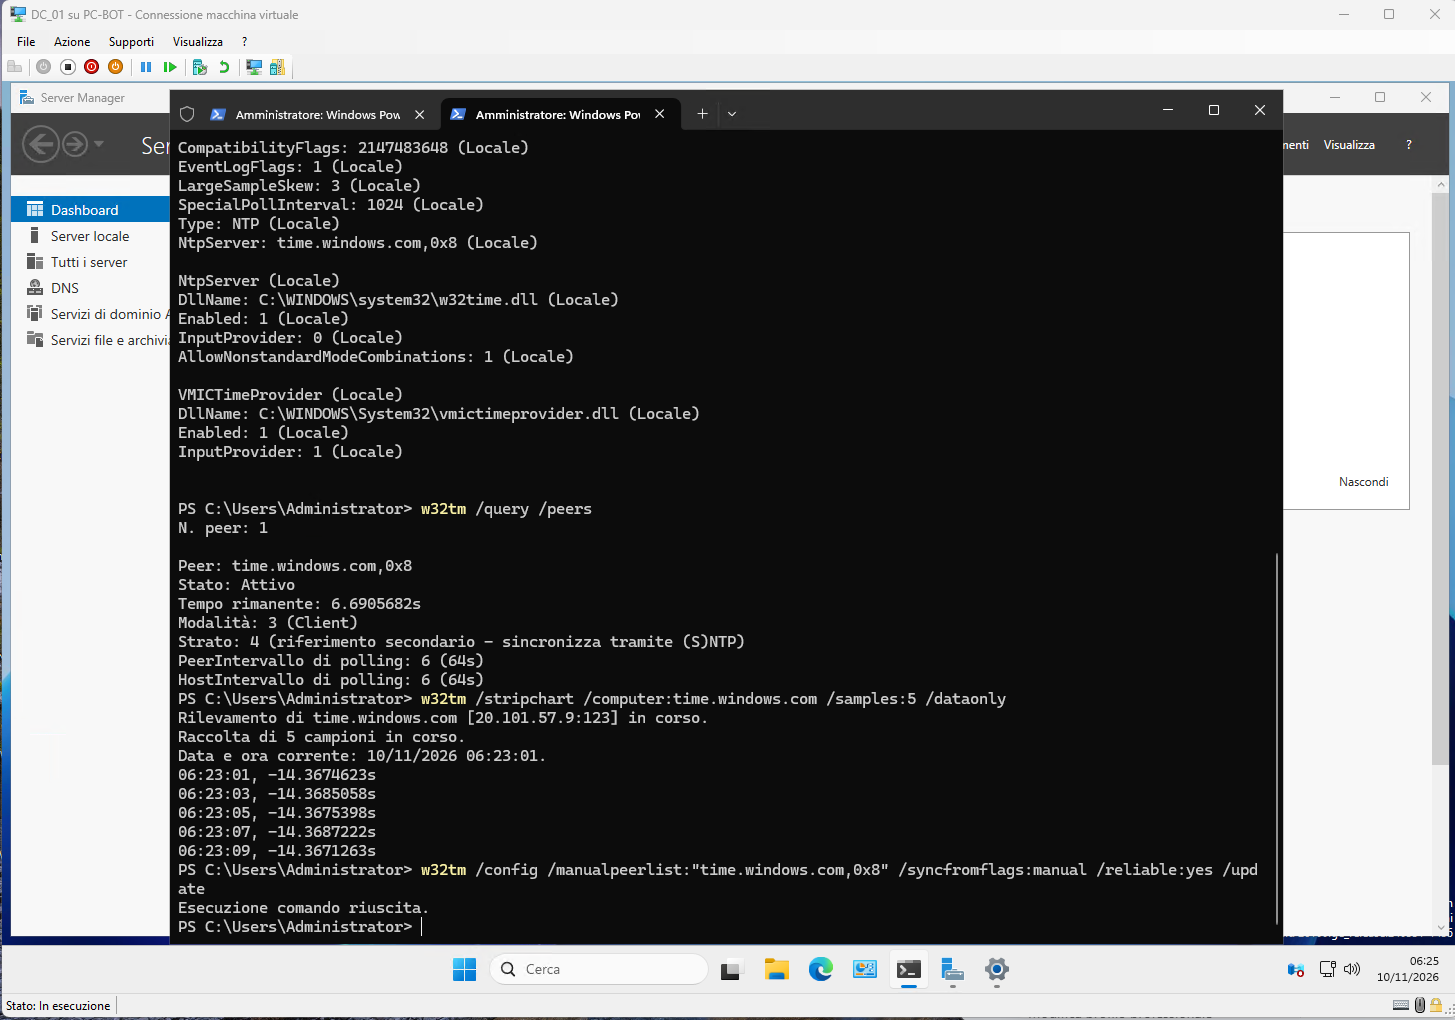 DC_01 su PC-BOT - Connessione macchina virtuale
File Azione Supporti Visualizza ?
Server Manager
Amministratore: Windows Pow
Amministratore: Windows Pow
Visualizza ?
Dashboard
Server locale
Tutti i server
DNS
Servizi di dominio A
Servizi file e archivia
CompatibilityFlags: 2147483648 (Locale)
EventLogFlags: 1 (Locale)
LargeSampleSkew: 3 (Locale)
SpecialPollInterval: 1024 (Locale)
Type: NTP (Locale)
NtpServer: time.windows.com,0x8 (Locale)
NtpServer (Locale)
DllName: C:\WINDOWS\system32\w32time.dll (Locale)
Enabled: 1 (Locale)
InputProvider: 0 (Locale)
AllowNonstandardModeCombinations: 1 (Locale)
VMICTimeProvider (Locale)
DllName: C:\WINDOWS\System32\vmictimeprovider.dll (Locale)
Enabled: 1 (Locale)
InputProvider: 1 (Locale)
PS C:\Users\Administrator> w32tm /query /peers
N. peer: 1
Peer: time.windows.com,0x8
Stato: Attivo
Tempo rimanente: 6.6905682s
Modalità: 3 (Client)
Strato: 4 (riferimento secondario - sincronizza tramite (S)NTP)
PeerIntervallo di polling: 6 (64s)
HostIntervallo di polling: 6 (64s)
PS C:\Users\Administrator> w32tm /stripchart /computer:time.windows.com /samples:5 /dataonly
Rilevamento di time.windows.com [20.101.57.9:123] in corso.
Raccolta di 5 campioni in corso.
Data e ora corrente: 10/11/2026 06:23:01.
06:23:01, -14.3674623s
06:23:03, -14.3685058s
06:23:05, -14.3675398s
06:23:07, -14.3687222s
06:23:09, -14.3671263s
PS C:\Users\Administrator> w32tm /config /manualpeerlist:"time.windows.com,0x8" /syncfromflags:manual /reliable:yes /upd
ate
Esecuzione comando riuscita.
PS C:\Users\Administrator>
Nascondi
Cerca
06:25
10/11/2026
Stato: In esecuzione